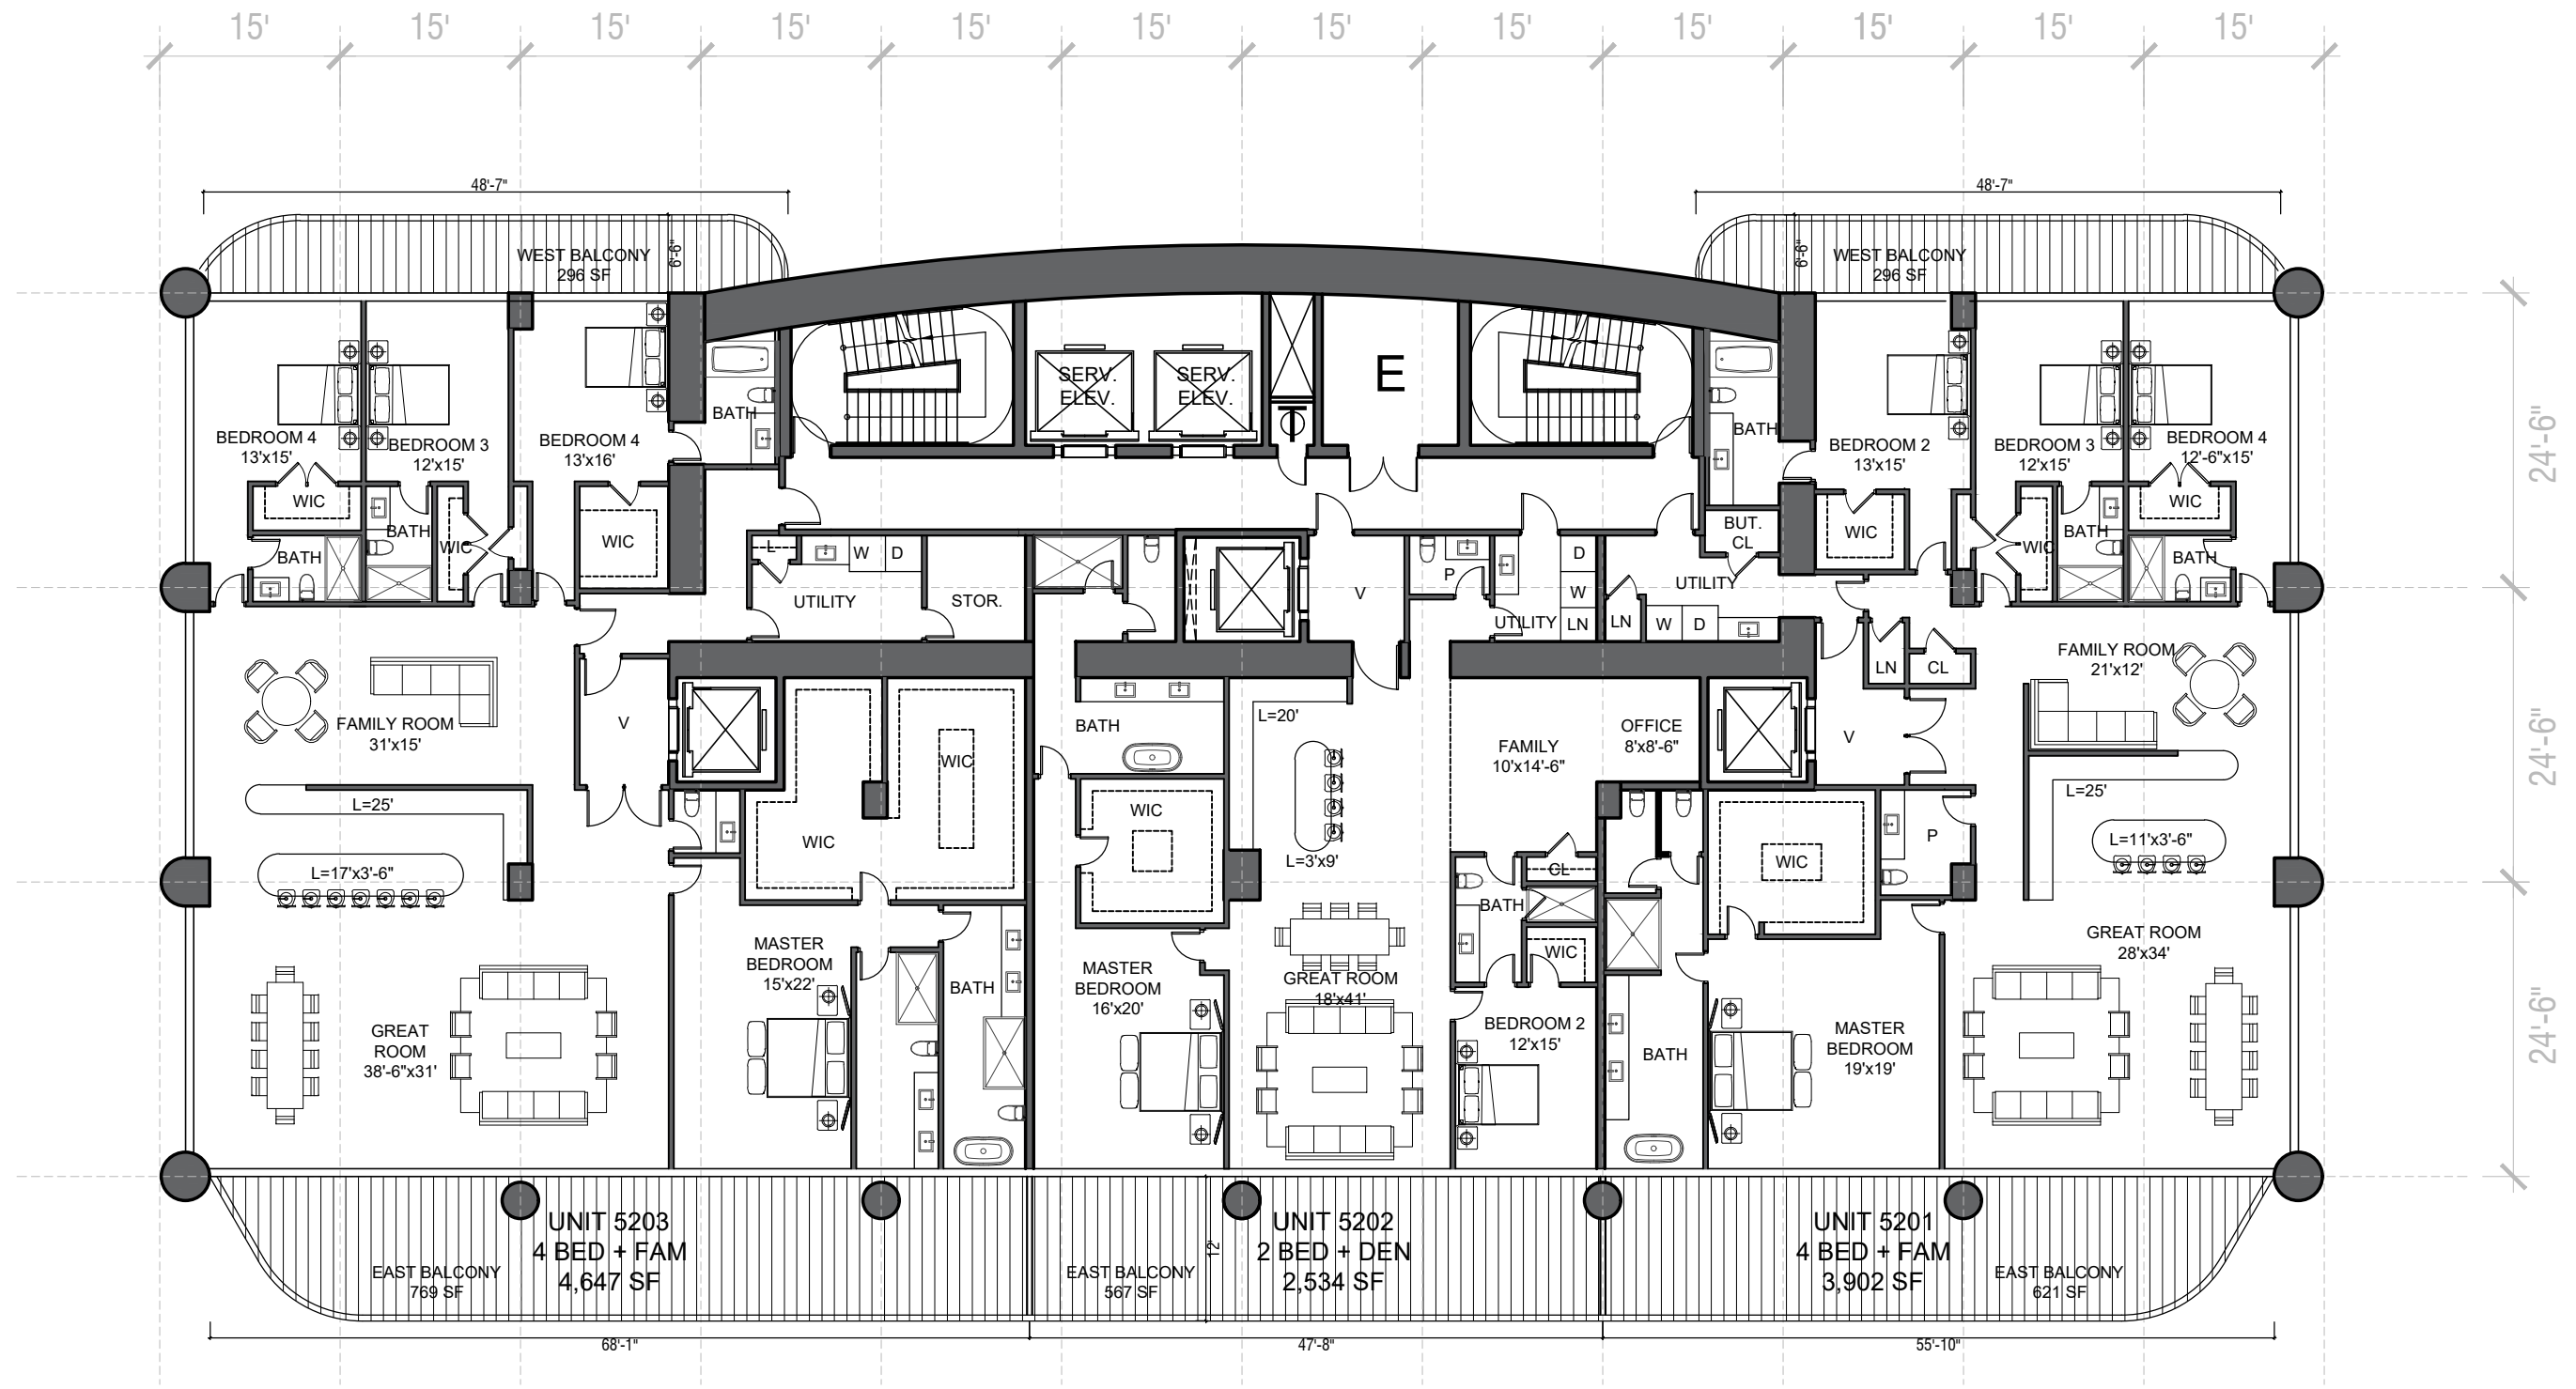 15'
15'
15'
15'
15'
15'
15'
15'
15'
15'
15'
15'
48'-7"
48'-7"
WEST BALCONY
296 SF
6'-6"
WEST BALCONY
296 SF
6'-6"
24'-6"
24'-6"
24'-6"
BEDROOM 4
13'x15'
BEDROOM 3
12'x15'
BEDROOM 4
13'x16'
BATH
SERV.
ELEV.
SERV.
ELEV.
E
BATH
BEDROOM 2
13'x15'
BEDROOM 3
12'x15'
BEDROOM 4
12'-6"x15'
WIC
BATH
WIC
BATH
WIC
L
W
D
UTILITY
STOR.
V
P
D
W
LN
UTILITY
BUT.
CL
UTILITY
LN
W
D
WIC
WIC
BATH
WIC
BATH
FAMILY ROOM
31'x15'
V
L=25'
L=17'x3'-6"
WIC
WIC
BATH
WIC
L=20'
L=3'x9'
FAMILY
10'x14'-6"
OFFICE
8'x8'-6"
V
LN
CL
FAMILY ROOM
21'x12'
L=25'
L=11'x3'-6"
WIC
P
CL
BATH
WIC
GREAT
ROOM
38'-6"x31'
MASTER
BEDROOM
15'x22'
BATH
MASTER
BEDROOM
16'x20'
GREAT ROOM
18'x41'
BEDROOM 2
12'x15'
BATH
MASTER
BEDROOM
19'x19'
GREAT ROOM
28'x34'
UNIT 5203
4 BED + FAM
4,647 SF
EAST BALCONY
769 SF
UNIT 5202
2 BED + DEN
2,534 SF
EAST BALCONY
567 SF
12'
UNIT 5201
4 BED + FAM
3,902 SF
EAST BALCONY
621 SF
68'-1"
47'-8"
55'-10"